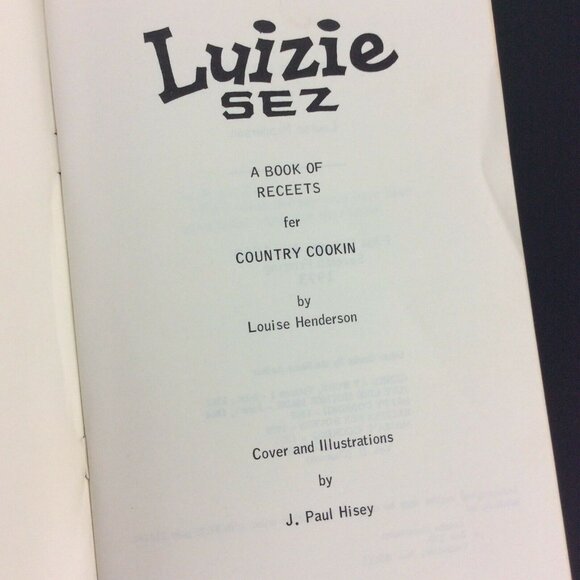 Luizie
SEZ
A BOOK OF
RECEETS
fer
COUNTRY COOKIN
by
Louise Henderson
Cover and Illustrations
by
J. Paul Hisey